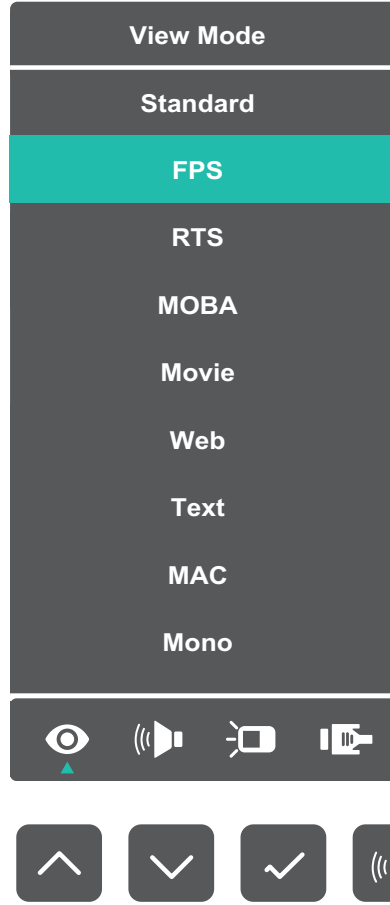 View Mode
Standard
FPS
RTS
MOBA
Movie
Web
Text
MAC
Mono